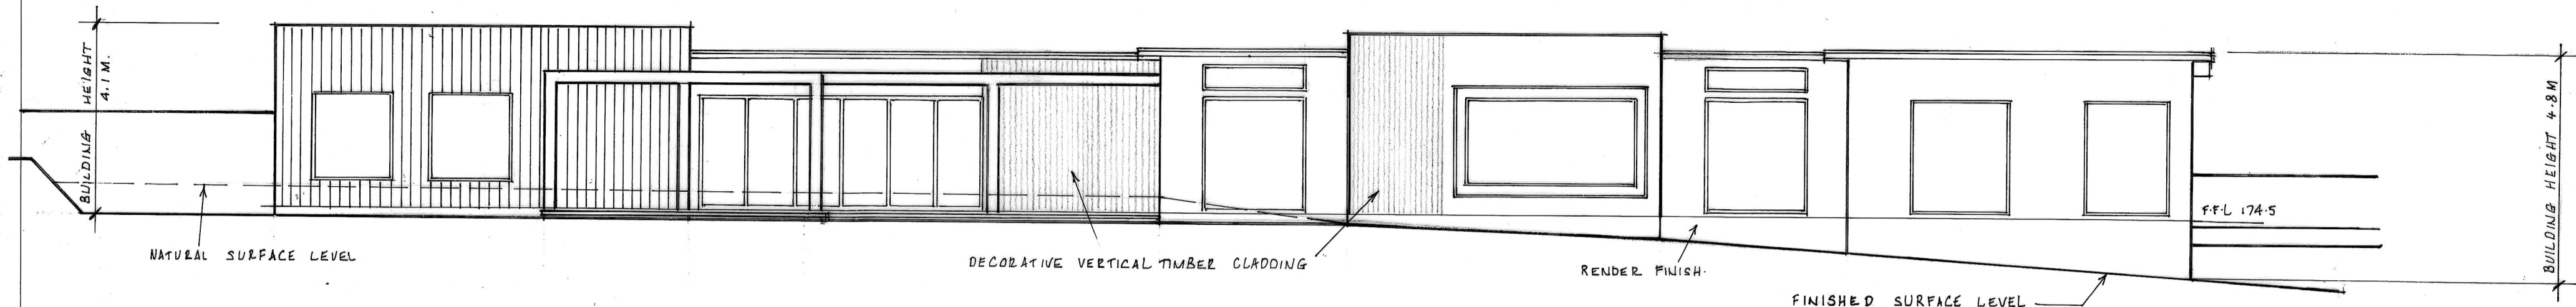 BUILDING HEIGHT
4.1 M.
NATURAL SURFACE LEVEL
DECORATIVE VERTICAL TIMBER CLADDING
RENDER FINISH.
F.F.L 174.5
FINISHED SURFACE LEVEL
BUILDING HEIGHT 4.8M